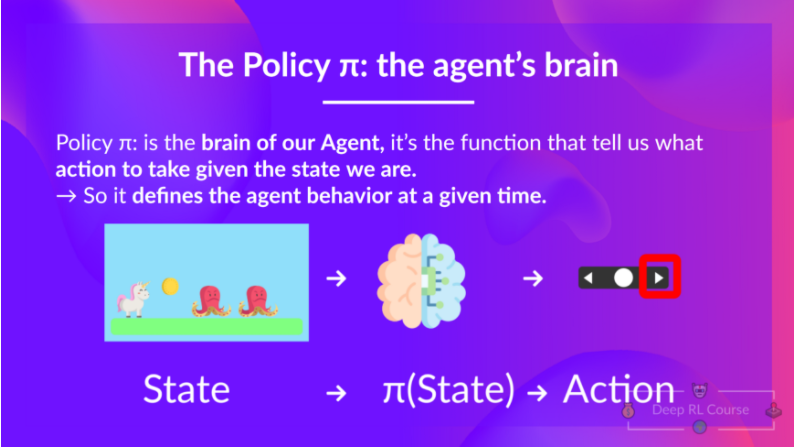 The Policy π: the agent's brain
Policy π: is the brain of our Agent, it's the function that tell us what
action to take given the state we are.
→ So it defines the agent behavior at a given time.
→ →
State → π(State) → Action
Deep RL Course